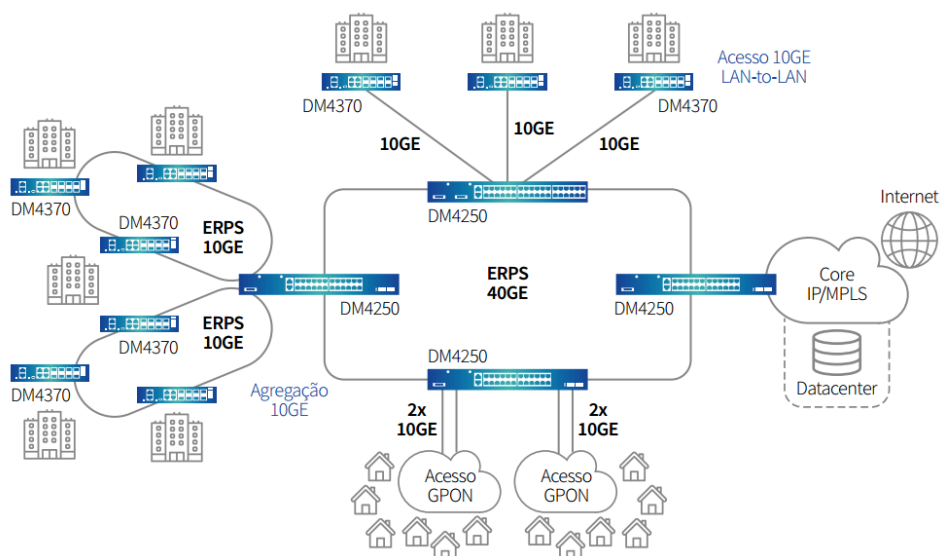 Acesso 10GE
LAN-to-LAN
DM4370
DM4370
10GE
10GE
10GE
DM4250
DM4370
DM4370
ERPS
10GE
ERPS
10GE
DM4370
DM4370
DM4250
Agregação
10GE
ERPS
40GE
DM4250
DM4250
Internet
Core
IP/MPLS
Datacenter
2x
10GE
2x
10GE
Acesso
GPON
Acesso
GPON